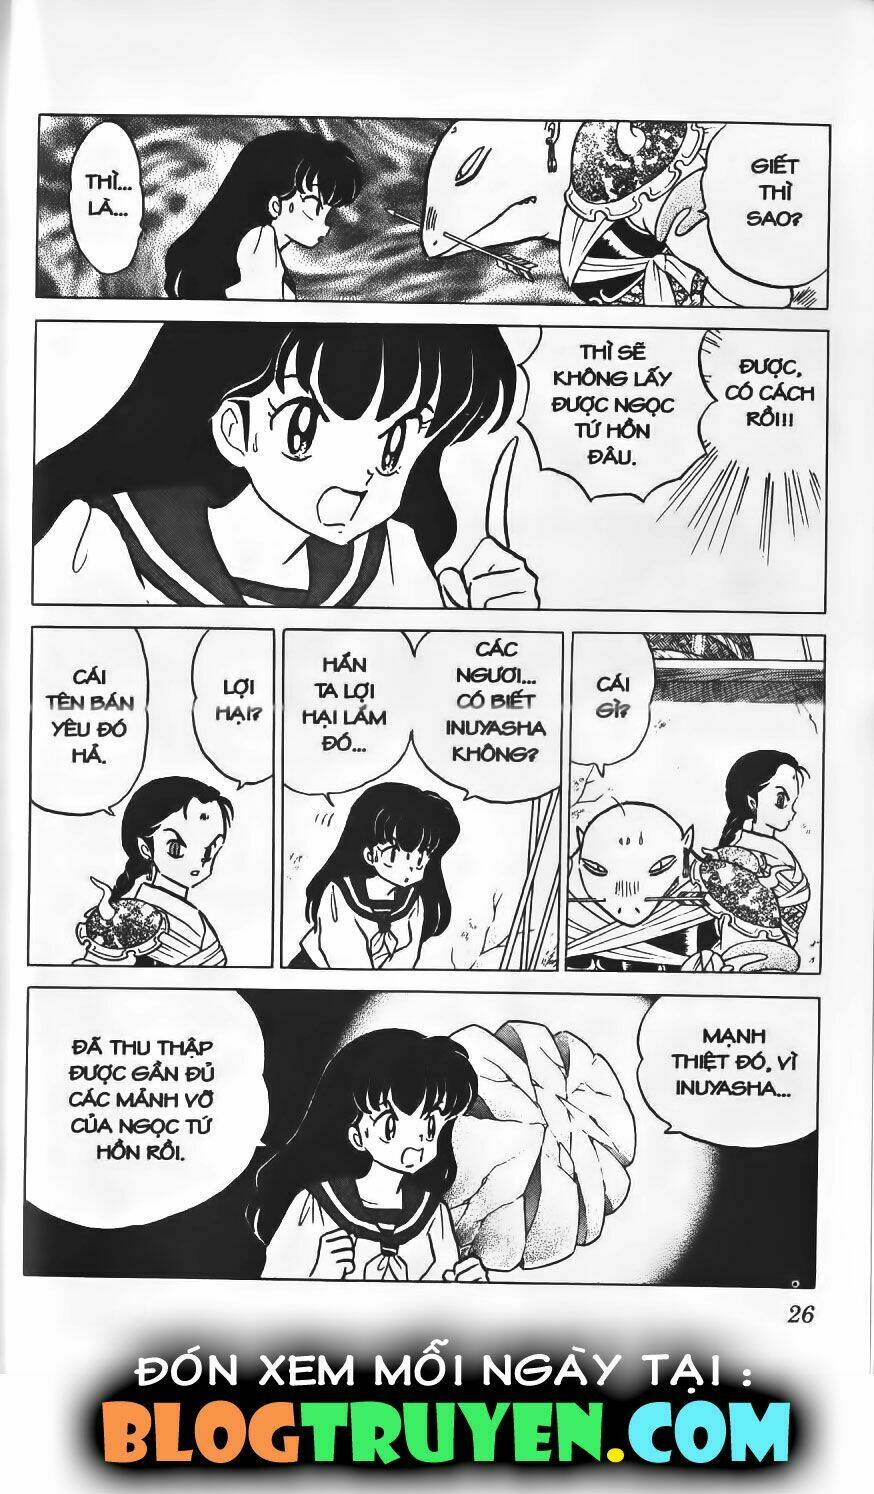 GIẾT
THÌ
SAO?
THÌ...
LÀ...
ĐƯỢC,
CÓ CÁCH
RỒI!!!
THÌ SẼ
KHÔNG LẤY
ĐƯỢC NGỌC
TỨ HỒN
ĐÂU.
CÁI
GÌ?
CÁC
NGƯƠI...
CÓ BIẾT
INUYASHA
KHÔNG?
HẮN
TA LỢI
HẠI LẮM
ĐÓ...
LỢI
HẠI?
CÁI
TÊN BÁN
YÊU ĐÓ
HẢ.
MẠNH
THIỆT ĐÓ, VÌ
INUYASHA...
ĐÃ THU THẬP
ĐƯỢC GẦN ĐỦ
CÁC MẢNH VỠ
CỦA NGỌC TỨ
HỒN RỒI.
26
ĐÓN XEM MỖI NGÀY TẠI :
BLOGTRUYEN.COM